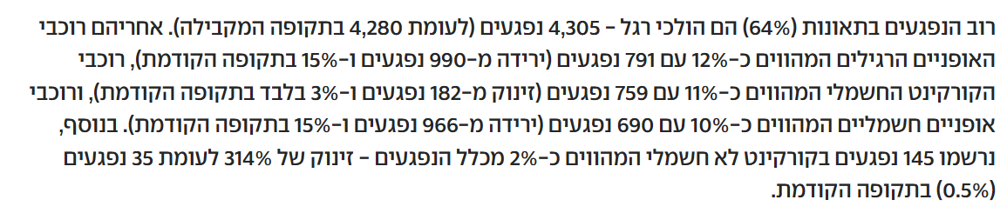 רוב הנפגעים בתאונות (64%) הם הולכי רגל - 4,305 נפגעים (לעומת 4,280 בתקופה המקבילה). אחריהם רוכבי
האופניים הרגילים המהווים כ-12% עם 791 נפגעים (ירידה מ-990 נפגעים ו-15% בתקופה הקודמת), רוכבי
הקורקינט החשמלי המהווים כ-11% עם 759 נפגעים (זינוק מ-182 נפגעים ו-3% בלבד בתקופה הקודמת), ורוכבי
אופניים חשמליים המהווים כ-10% עם 690 נפגעים (ירידה מ-966 נפגעים ו-15% בתקופה הקודמת). בנוסף,
נרשמו 145 נפגעים בקורקינט לא חשמלי המהווים כ-2% מכלל הנפגעים - זינוק של 314% לעומת 35 נפגעים
(0.5%) בתקופה הקודמת.